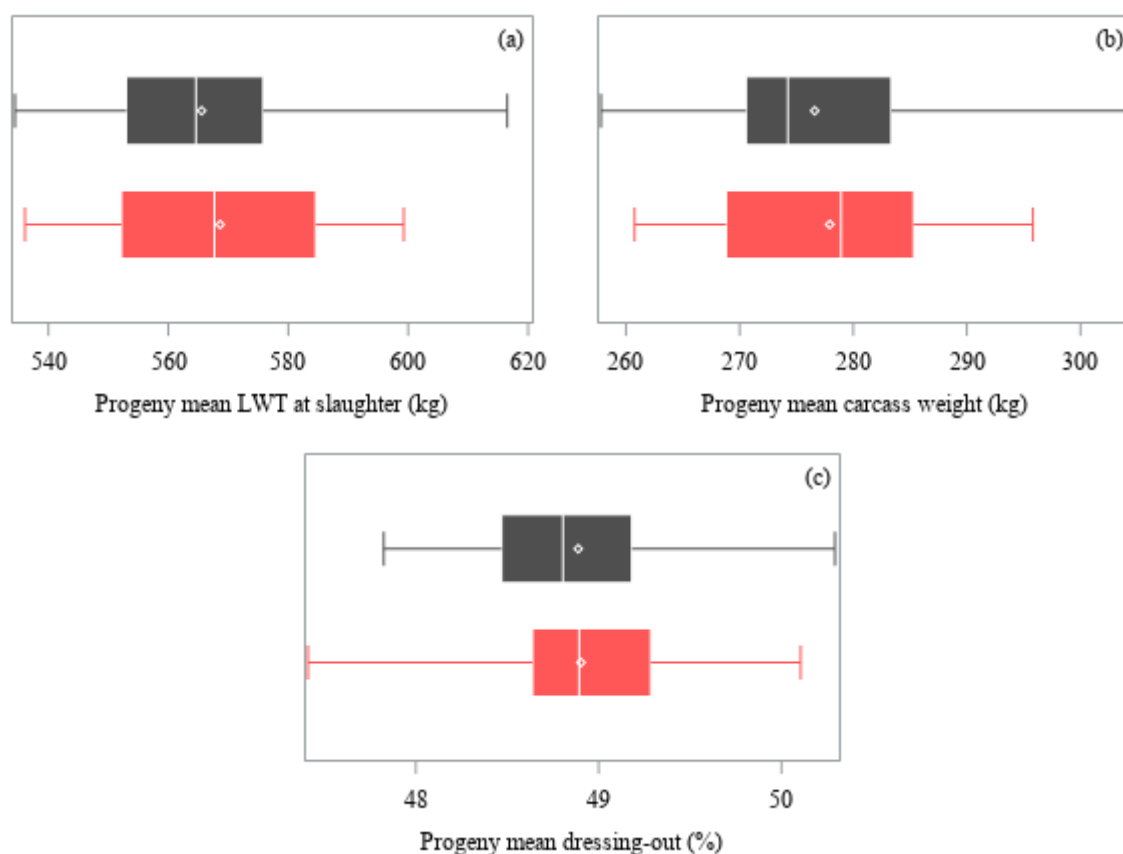 (a)
540 560 580 600 620
Progeny mean LWT at slaughter (kg)
(b)
260 270 280 290 300
Progeny mean carcass weight (kg)
(c)
48 49 50
Progeny mean dressing-out (%)